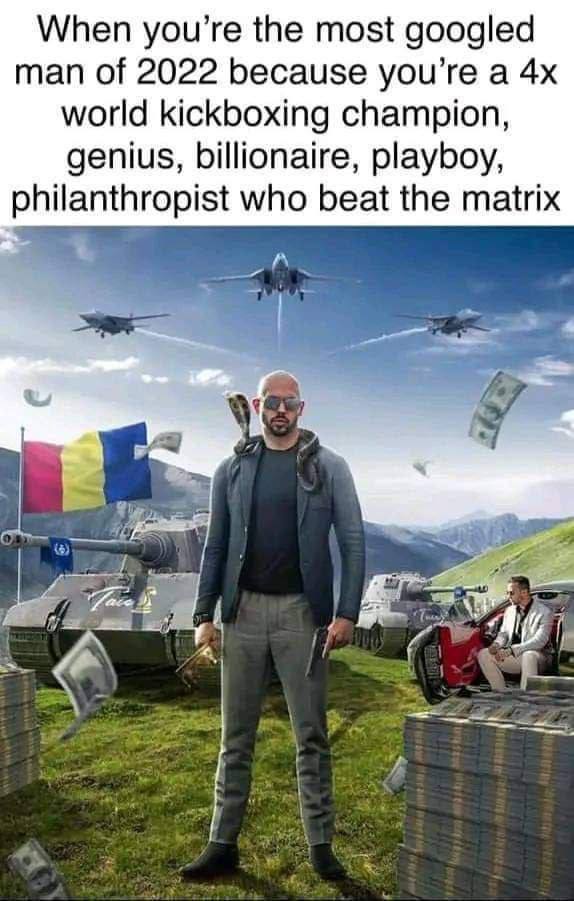 When you’re the most googled
man of 2022 because you’re a 4x
world kickboxing champion,
genius, billionaire, playboy,
philanthropist who beat the matrix
Tate